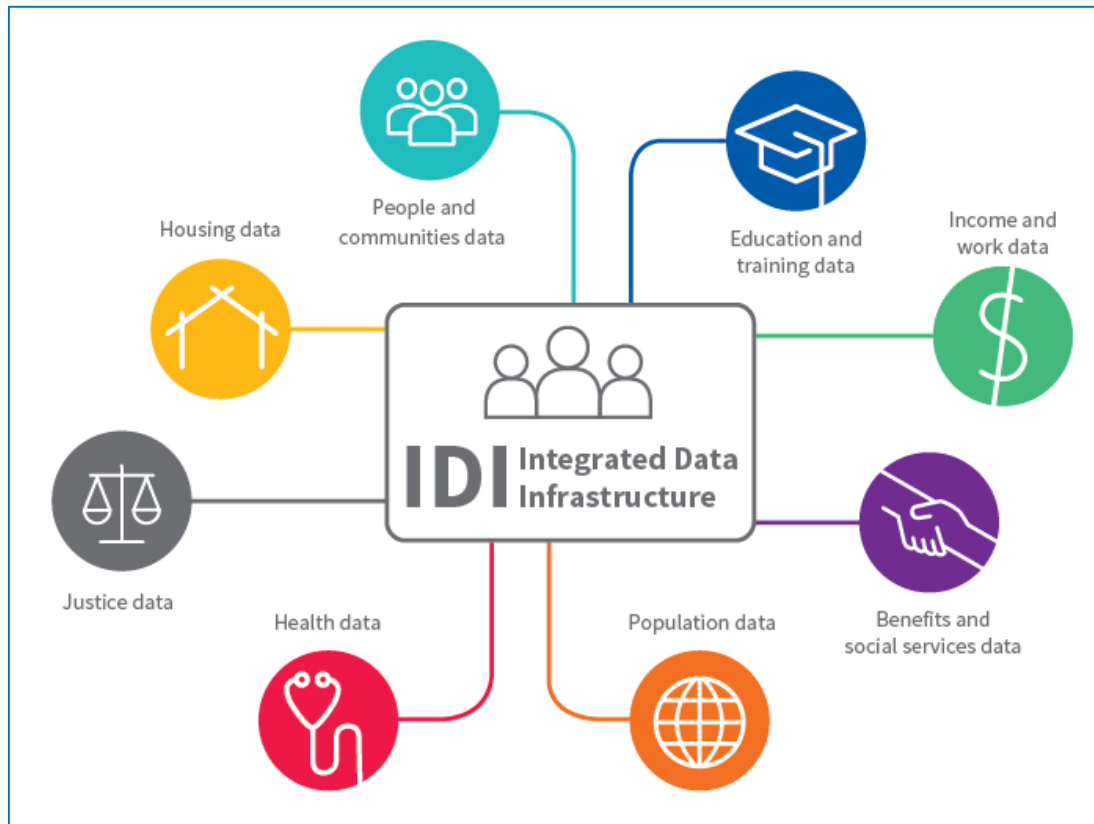 People and
communities data
Education and
training data
Housing data
Income and
work data
IDI
Integrated Data
Infrastructure
Justice data
Benefits and
social services data
Health data
Population data